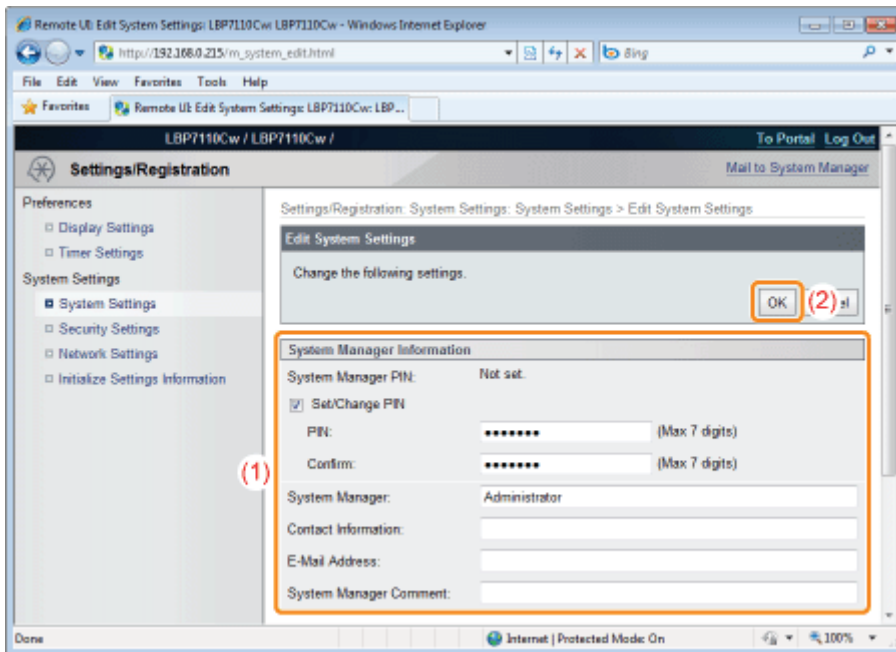 Remote UI: Edit System Settings: LBP7110Cw: LBP7110Cw - Windows Internet Explorer
http://192.168.0.215/m_system_edit.html
Bing
File Edit View Favorites Tools Help
Favorites Remote UI: Edit System Settings: LBP7110Cw: LBP...
LBP7110Cw / LBP7110Cw / To Portal Log Out
Settings/Registration Mail to System Manager
Preferences
Display Settings
Timer Settings
System Settings
System Settings
Security Settings
Network Settings
Initialize Settings Information
Settings/Registration: System Settings: System Settings > Edit System Settings
Edit System Settings
Change the following settings.
OK (2) el
(1)
System Manager Information
System Manager PIN: Not set.
Set/Change PIN
PIN: ••••••• (Max 7 digits)
Confirm: ••••••• (Max 7 digits)
System Manager: Administrator
Contact Information:
E-Mail Address:
System Manager Comment:
Done Internet | Protected Mode: On 100%